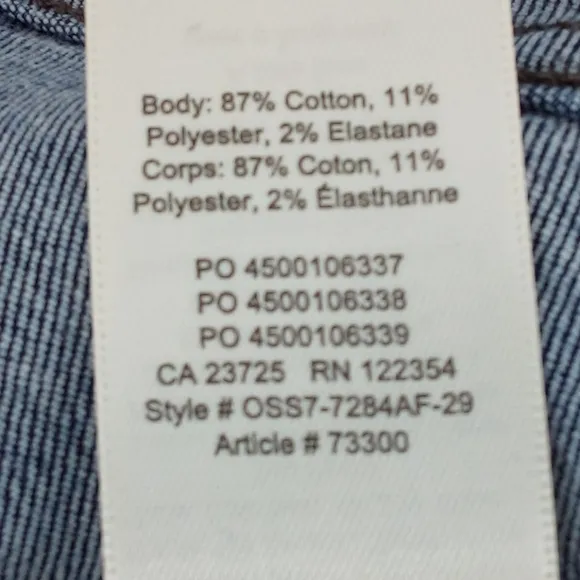 Body: 87% Cotton, 11%
Polyester, 2% Elastane
Corps: 87% Coton, 11%
Polyester, 2% Élasthanne
PO 4500106337
PO 4500106338
PO 4500106339
CA 23725 RN 122354
Style # OSS7-7284AF-29
Article # 73300